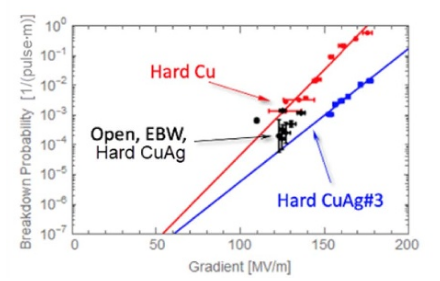 Breakdown Probability [1/(pulse·m)]
10⁰
10⁻¹
10⁻²
10⁻³
10⁻⁴
10⁻⁵
10⁻⁶
10⁻⁷
Hard Cu
Open, EBW,
Hard CuAg
Hard CuAg#3
0
50
100
150
200
Gradient [MV/m]